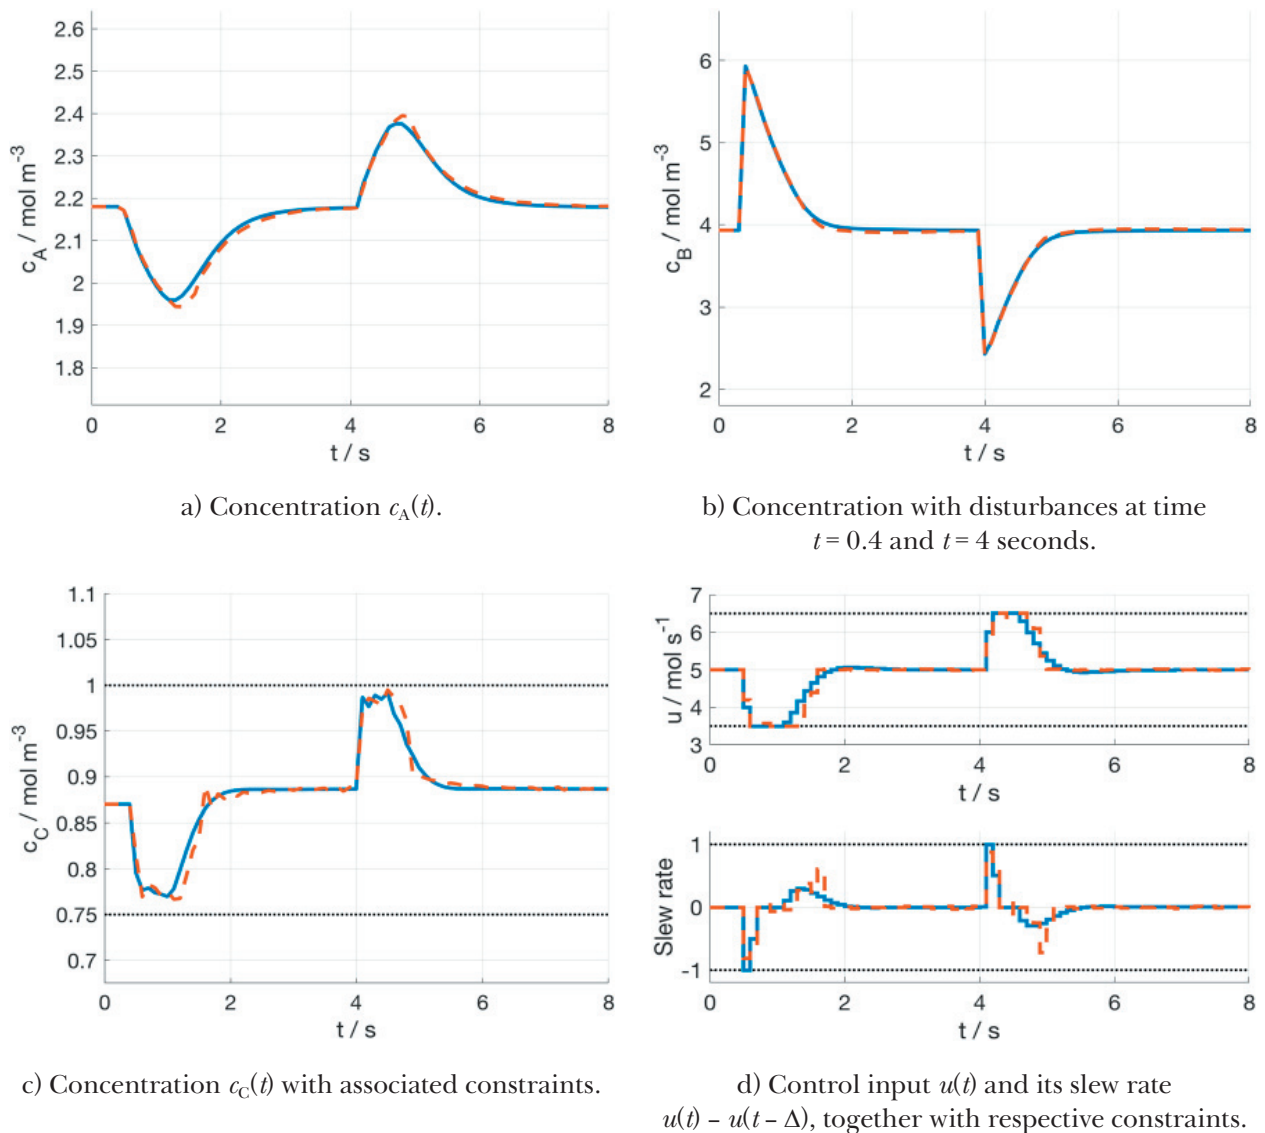 2.6
2.5
2.4
2.3
2.2
2.1
2
1.9
1.8
c_A / mol m⁻³
0 2 4 6 8
t / s
a) Concentration c_A(t).
6
5
4
3
2
c_B / mol m⁻³
0 2 4 6 8
t / s
b) Concentration with disturbances at time
t = 0.4 and t = 4 seconds.
1.1
1.05
1
0.95
0.9
0.85
0.8
0.75
0.7
c_C / mol m⁻³
0 2 4 6 8
t / s
c) Concentration c_C(t) with associated constraints.
7
6
5
4
3
u / mol s⁻¹
0 2 4 6 8
t / s
1
0
-1
Slew rate
0 2 4 6 8
t / s
d) Control input u(t) and its slew rate
u(t) – u(t – Δ), together with respective constraints.